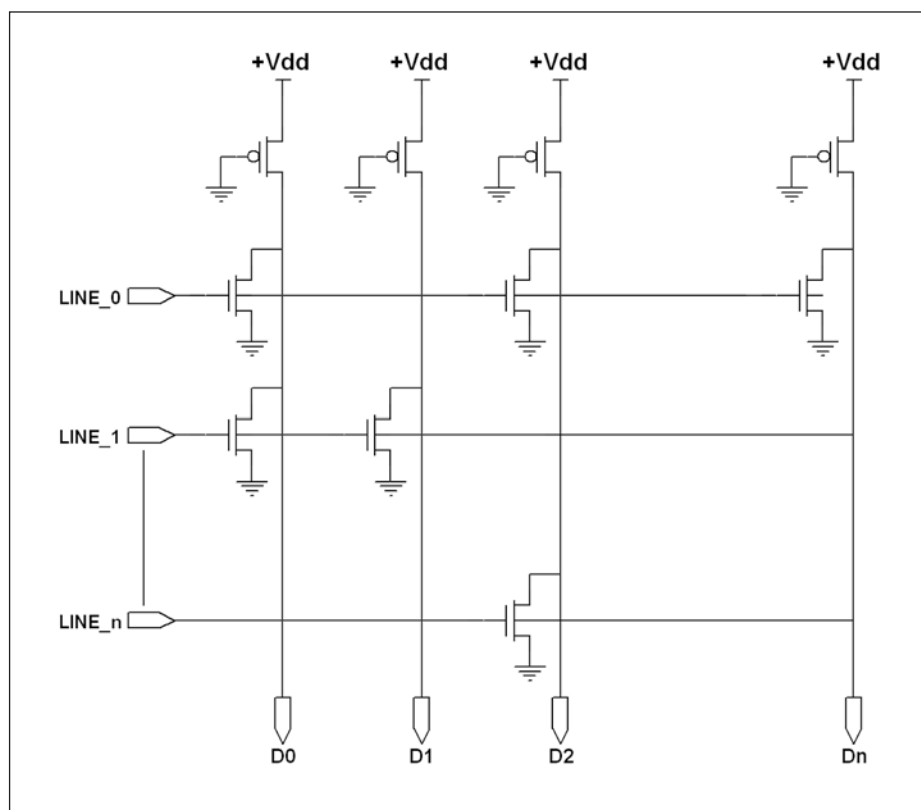 +Vdd +Vdd +Vdd +Vdd
LINE_0
LINE_1
LINE_n
D0 D1 D2 Dn